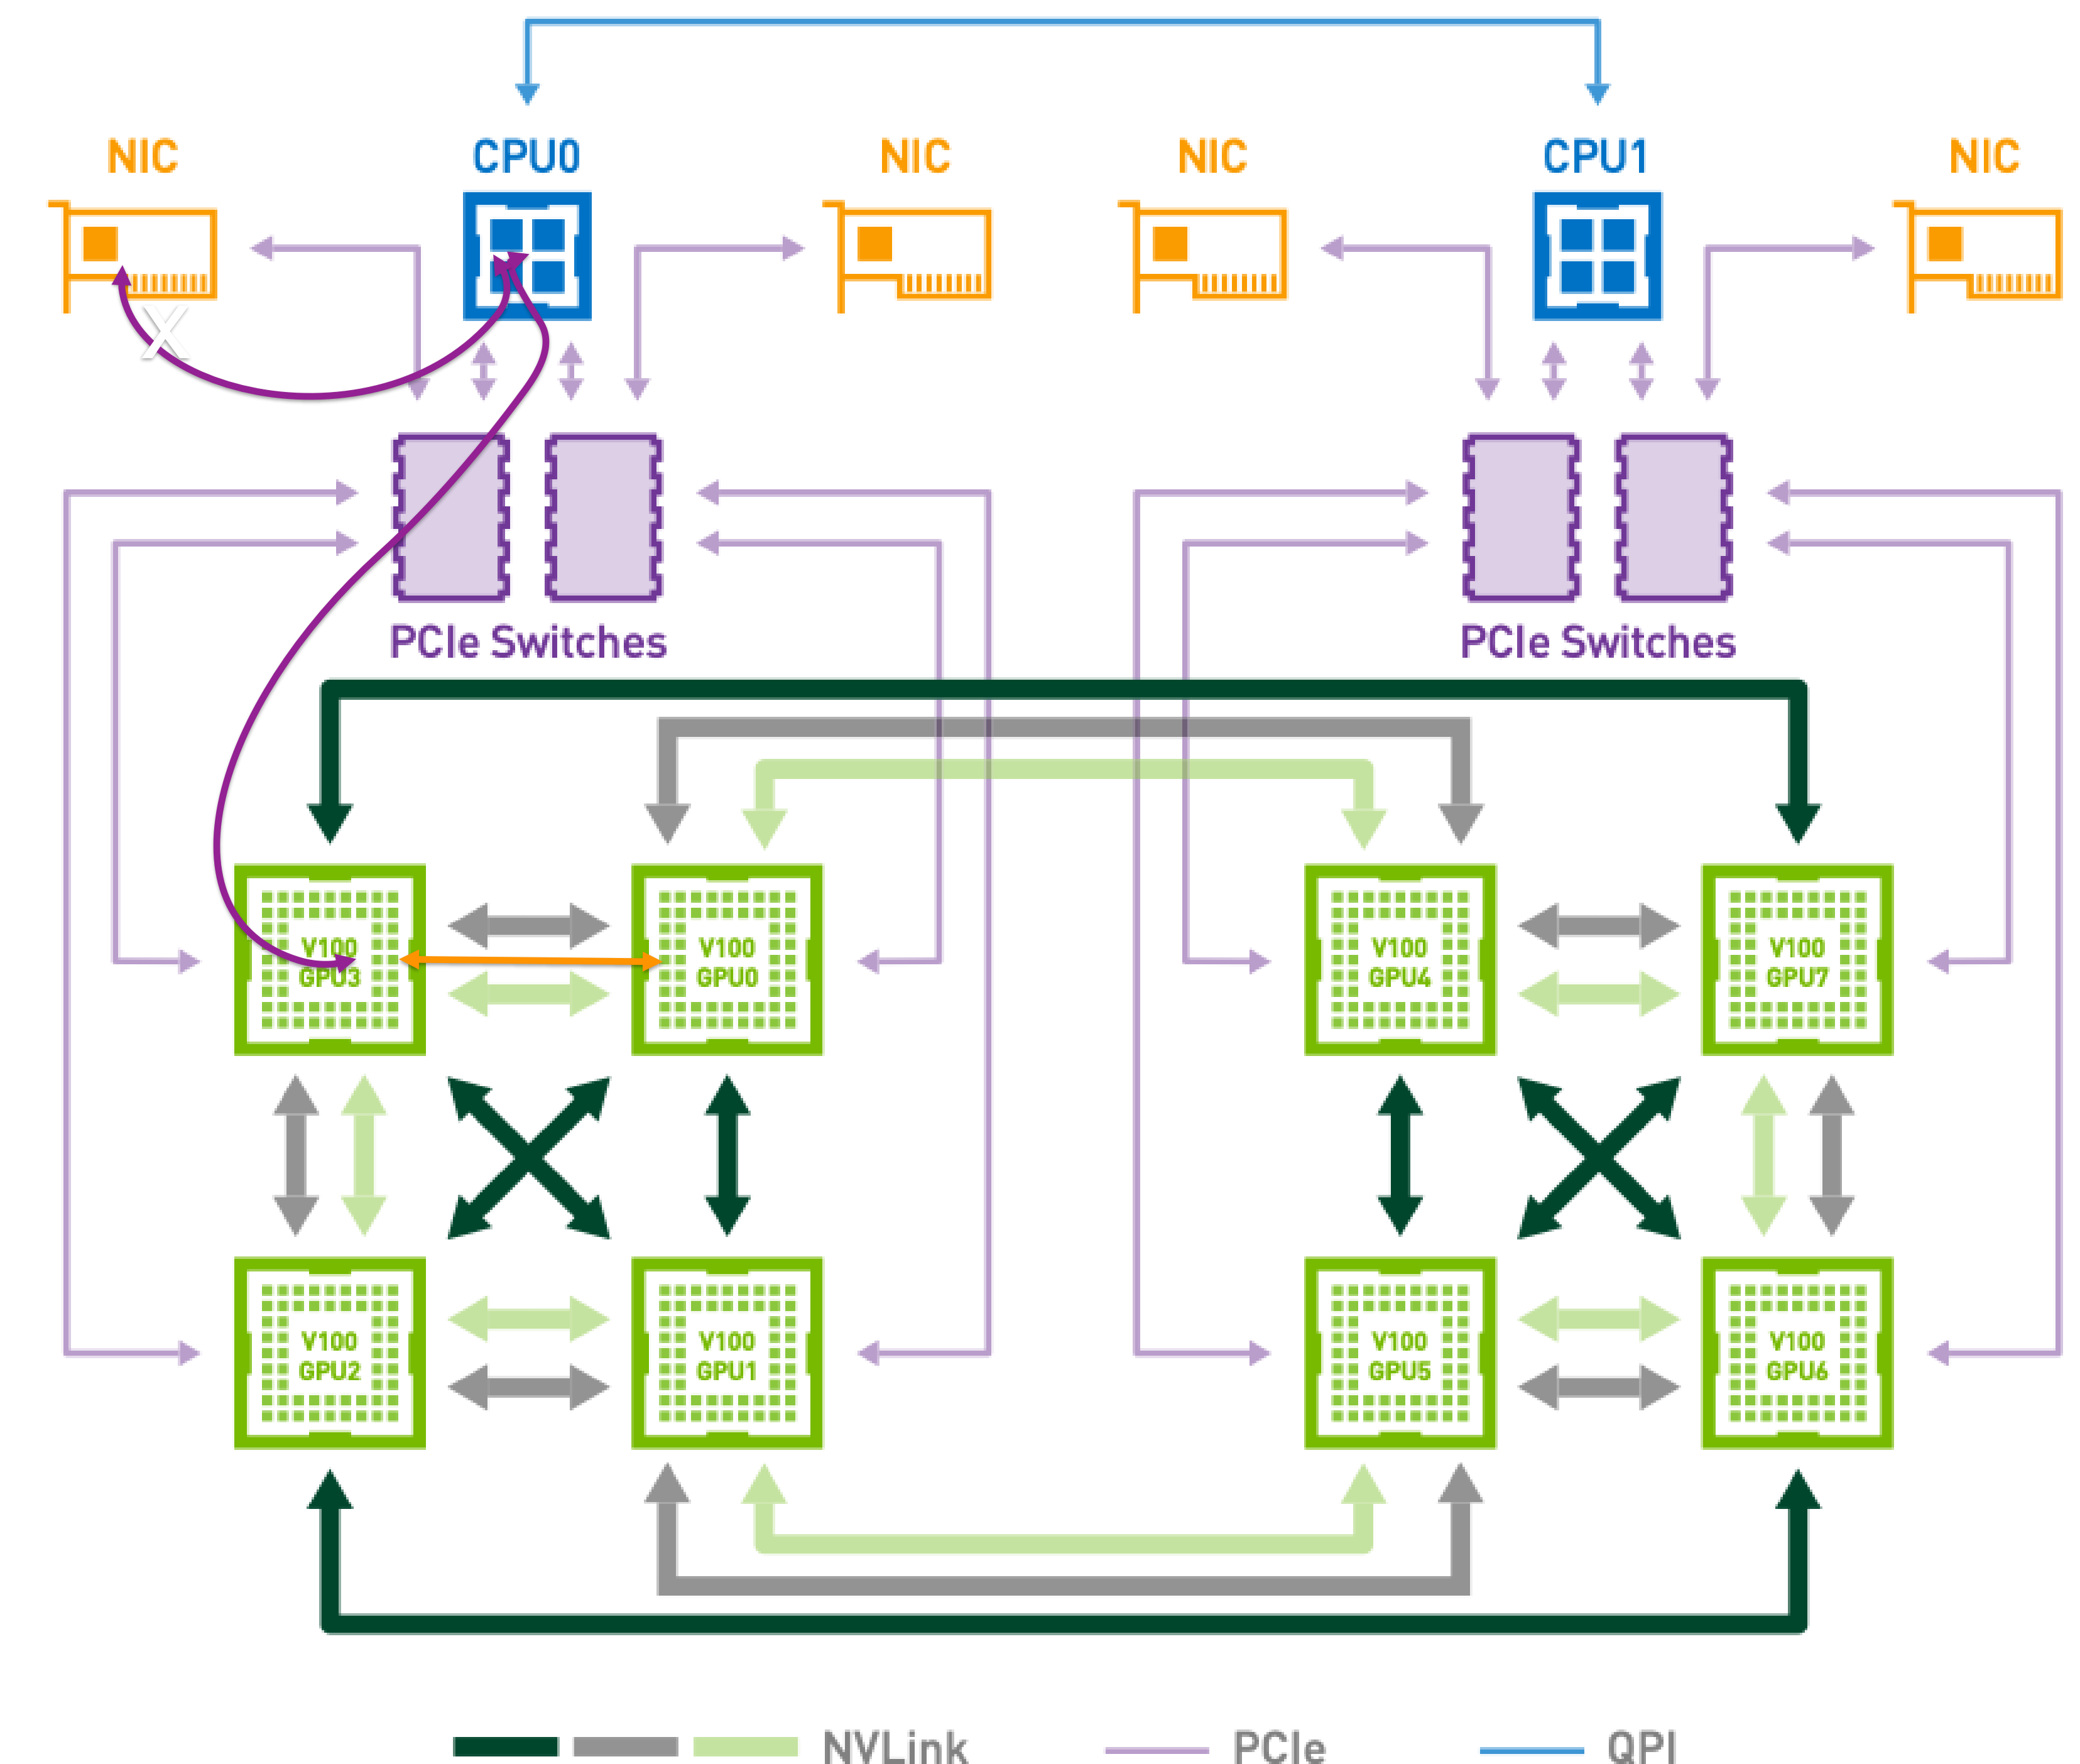 NIC
CPU0
NIC
NIC
CPU1
NIC
X
PCIe Switches
PCIe Switches
V100
GPU3
V100
GPU0
V100
GPU4
V100
GPU7
V100
GPU2
V100
GPU1
V100
GPU5
V100
GPU6
NVLink
PCIe
QPI